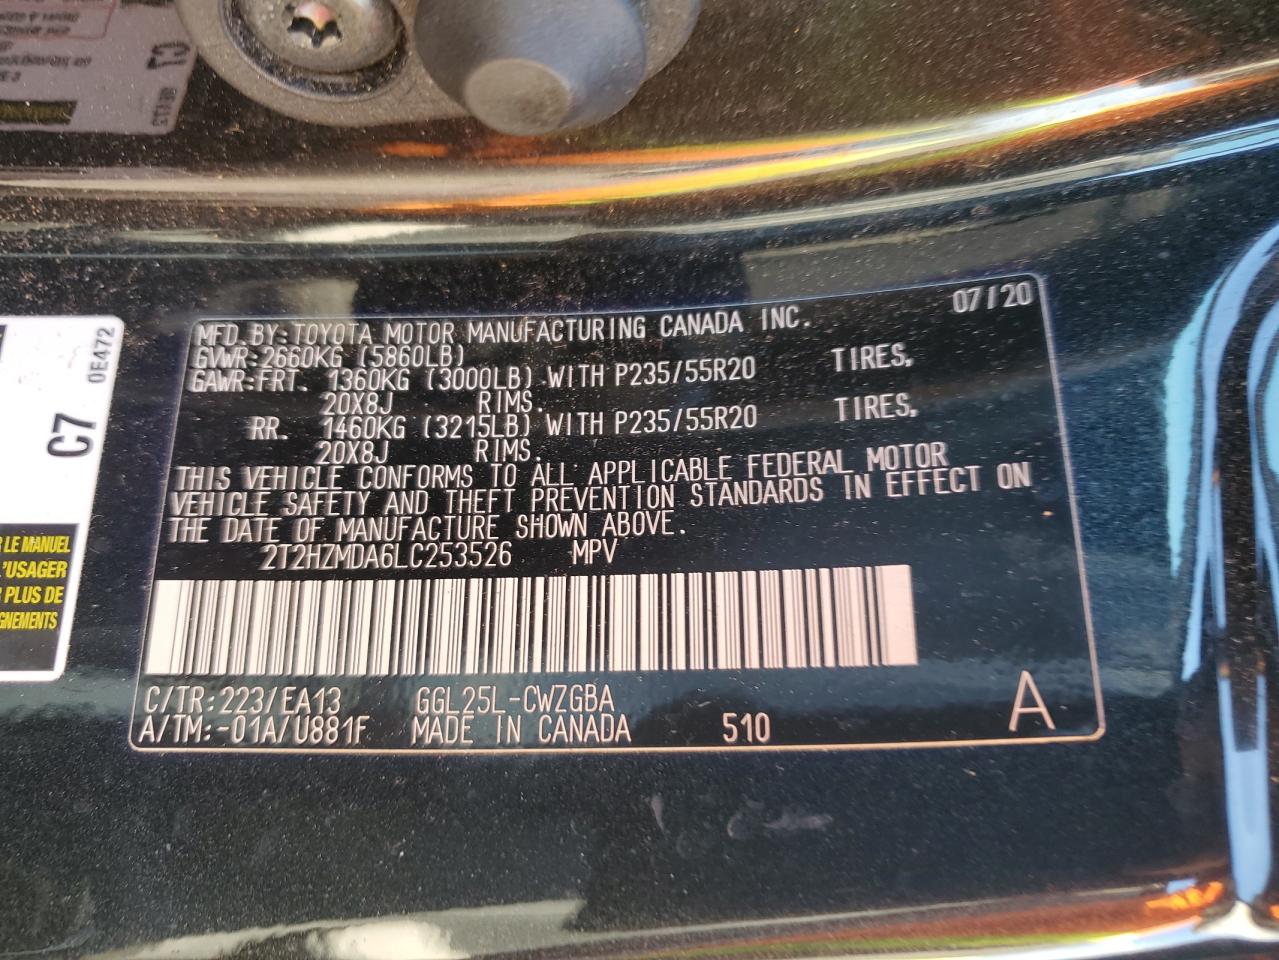 MFD. BY: TOYOTA MOTOR MANUFACTURING CANADA INC. 07/20
GVWR: 2660KG (5860LB)
GAWR: FRT. 1360KG (3000LB) WITH P235/55R20 TIRES,
20X8J RIMS.
RR. 1460KG (3215LB) WITH P235/55R20 TIRES,
20X8J RIMS.
THIS VEHICLE CONFORMS TO ALL APPLICABLE FEDERAL MOTOR
VEHICLE SAFETY AND THEFT PREVENTION STANDARDS IN EFFECT ON
THE DATE OF MANUFACTURE SHOWN ABOVE.
2T2HZMDA6LC253526 MPV
C/TR: 223/EA13 GGL25L-CWZGBA
A/TM: -01A/U881F MADE IN CANADA 510 A
C7 0E472
LE MANUEL
L'USAGER
PLUS DE